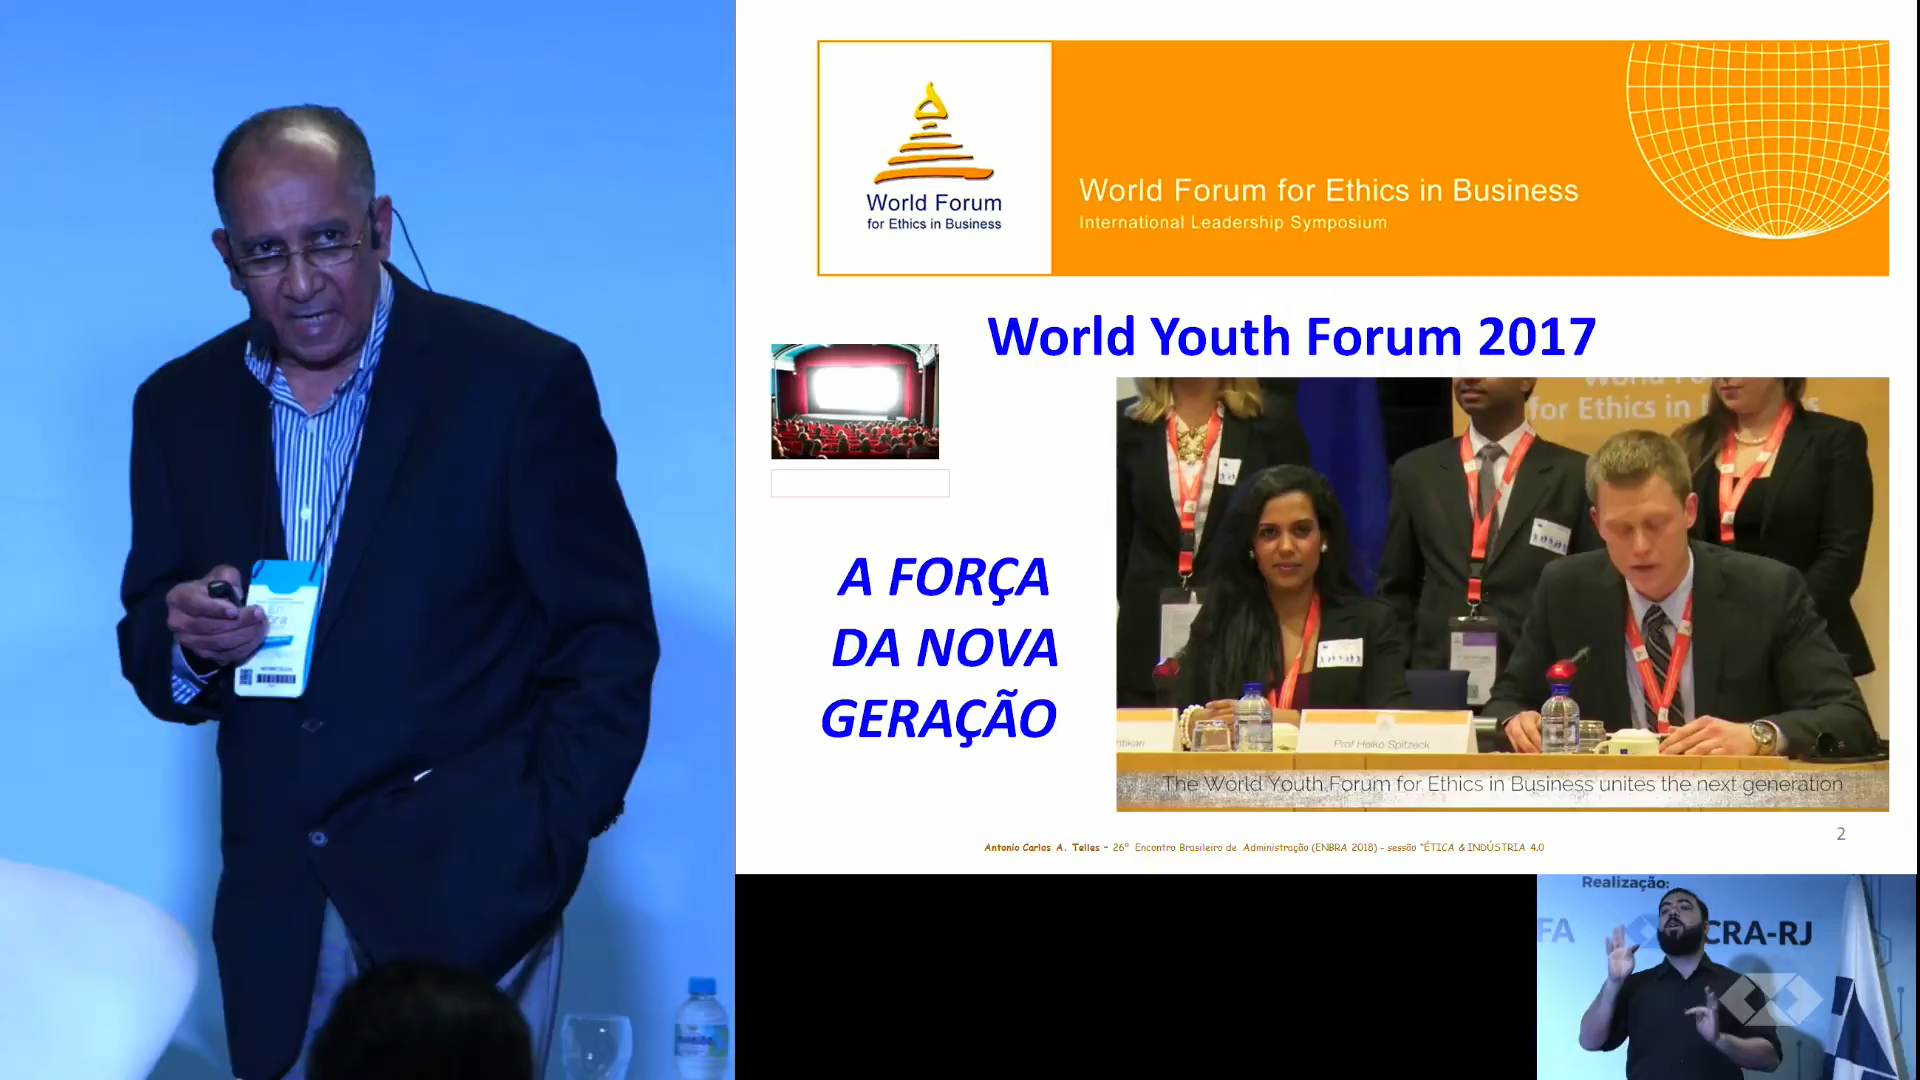 World Forum
for Ethics in Business
World Forum for Ethics in Business
International Leadership Symposium
World Youth Forum 2017
for Ethics in
A FORÇA
DA NOVA
GERAÇÃO
Prof Heiko Spitzeck
The World Youth Forum for Ethics in Business unites the next generation
2
Antonio Carlos A. Telles - 26º Encontro Brasileiro de Administração (ENBRA 2018) - sessão "ÉTICA & INDÚSTRIA 4.0
Realização:
FA
CRA-RJ